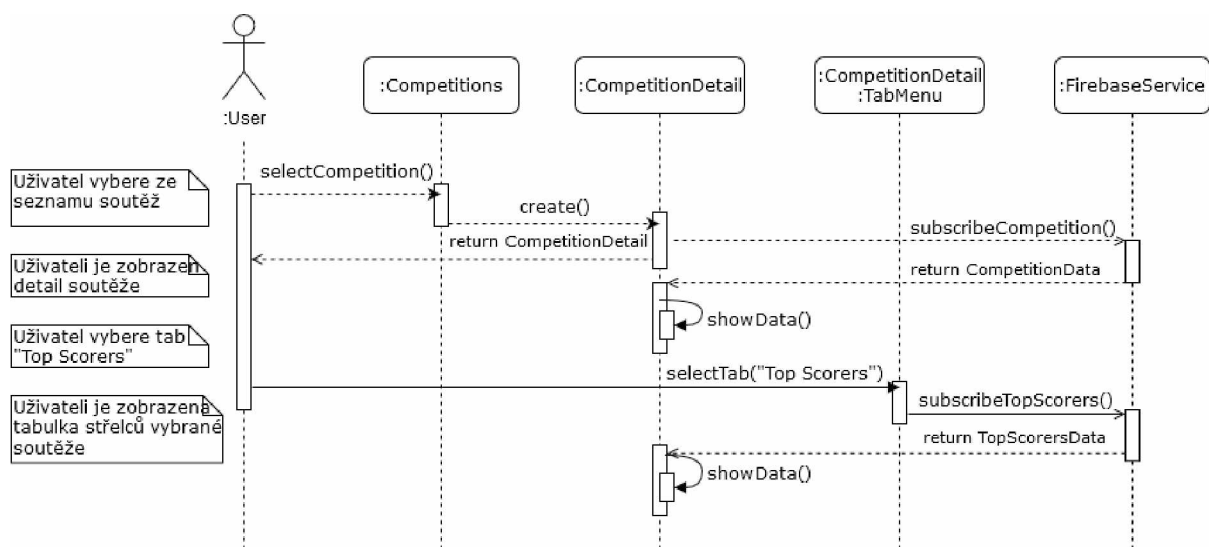 :User
:Competitions
:CompetitionDetail
:CompetitionDetail
:TabMenu
:FirebaseService
Uživatel vybere ze
seznamu soutěž
selectCompetition()
create()
return CompetitionDetail
subscribeCompetition()
Uživateli je zobrazen
detail soutěže
return CompetitionData
showData()
Uživatel vybere tab
"Top Scorers"
selectTab("Top Scorers")
subscribeTopScorers()
Uživateli je zobrazená
tabulka střelců vybrané
soutěže
return TopScorersData
showData()